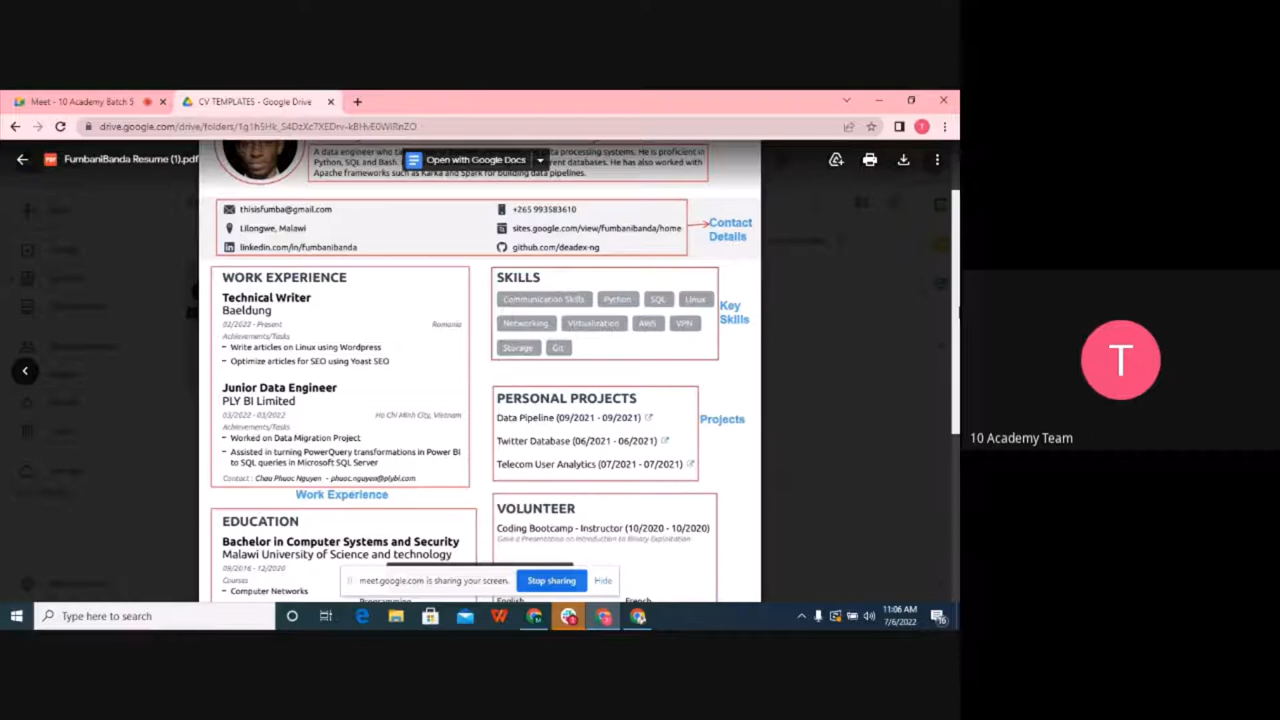 Meet - 10 Academy Batch 5
CV TEMPLATES - Google Drive
FumbaniBanda Resume (1).pdf
Open with Google Docs
A data engineer who
data processing systems. He is proficient in
Python, SQL and Bash.
databases. He has also worked with
Apache frameworks such as Kafka and Spark for building data pipelines.
thisisfumba@gmail.com
+265 993583610
Lilongwe, Malawi
sites.google.com/view/fumbanibanda/home
linkedin.com/in/fumbanibanda
github.com/deadex-ng
Contact
Details
WORK EXPERIENCE
Technical Writer
Baeldung
02/2022 - Present
Romania
Achievements/Tasks
– Write articles on Linux using Wordpress
– Optimize articles for SEO using Yoast SEO
Junior Data Engineer
PLY BI Limited
03/2022 - 03/2022
Ho Chi Minh City, Vietnam
Achievements/Tasks
– Worked on Data Migration Project
– Assisted in turning PowerQuery transformations in Power BI
to SQL queries in Microsoft SQL Server
Contact : Chau Phuoc Nguyen - phuoc.nguyen@plybi.com
Work Experience
EDUCATION
Bachelor in Computer Systems and Security
Malawi University of Science and technology
09/2016 - 12/2020
Courses
– Computer Networks
Programming
SKILLS
Communication Skills Python SQL Linux
Networking Virtualization AWS VPN
Storage Git
Key
Skills
PERSONAL PROJECTS
Data Pipeline (09/2021 - 09/2021)
Twitter Database (06/2021 - 06/2021)
Telecom User Analytics (07/2021 - 07/2021)
Projects
VOLUNTEER
Coding Bootcamp - Instructor (10/2020 - 10/2020)
Gave a Presentation on Introduction to Binary Exploitation
English
French
meet.google.com is sharing your screen.
Stop sharing
Hide
Type here to search
11:06 AM
7/6/2022
T
10 Academy Team